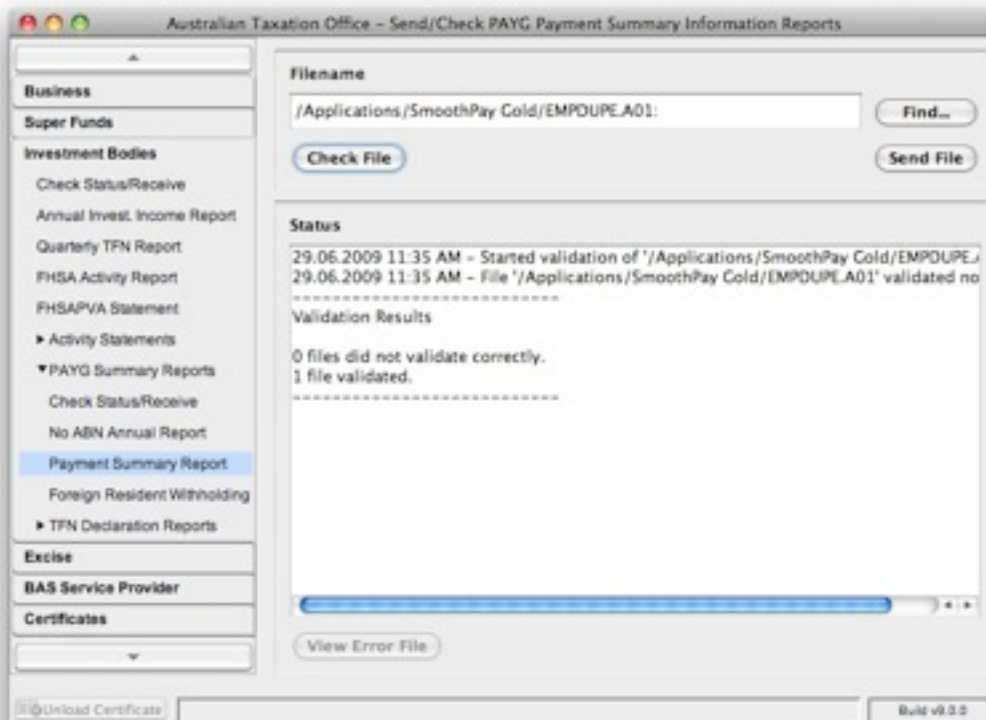 Australian Taxation Office - Send/Check PAYG Payment Summary Information Reports
Business
Super Funds
Investment Bodies
Check Status/Receive
Annual Invest. Income Report
Quarterly TFN Report
FHSA Activity Report
FHSAPVA Statement
Activity Statements
PAYG Summary Reports
Check Status/Receive
No ABN Annual Report
Payment Summary Report
Foreign Resident Withholding
TFN Declaration Reports
Excise
BAS Service Provider
Certificates
Filename
/Applications/SmoothPay Gold/EMPDUPE.A01:
Find...
Check File
Send File
Status
29.06.2009 11:35 AM - Started validation of '/Applications/SmoothPay Gold/EMPDUPE.
29.06.2009 11:35 AM - File '/Applications/SmoothPay Gold/EMPDUPE.A01' validated no
---------------------------
Validation Results
0 files did not validate correctly.
1 file validated.
---------------------------
View Error File
Unload Certificate
Build v9.0.0